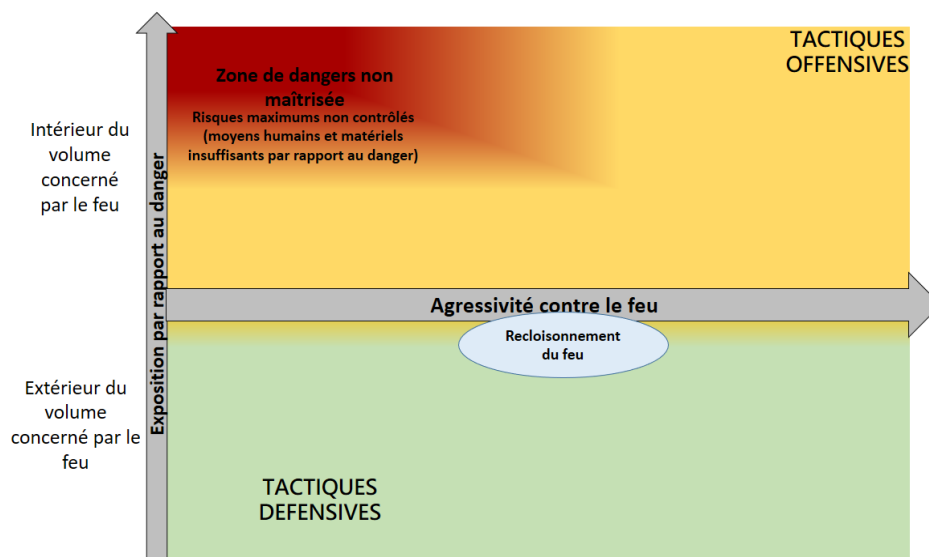 TACTIQUES
OFFENSIVES
Zone de dangers non
maîtrisée
Risques maximums non contrôlés
(moyens humains et matériels
insuffisants par rapport au danger)
Intérieur du
volume
concerné
par le feu
Exposition par rapport au danger
Agressivité contre le feu
Recloisonnement
du feu
Extérieur du
volume
concerné par le
feu
TACTIQUES
DEFENSIVES